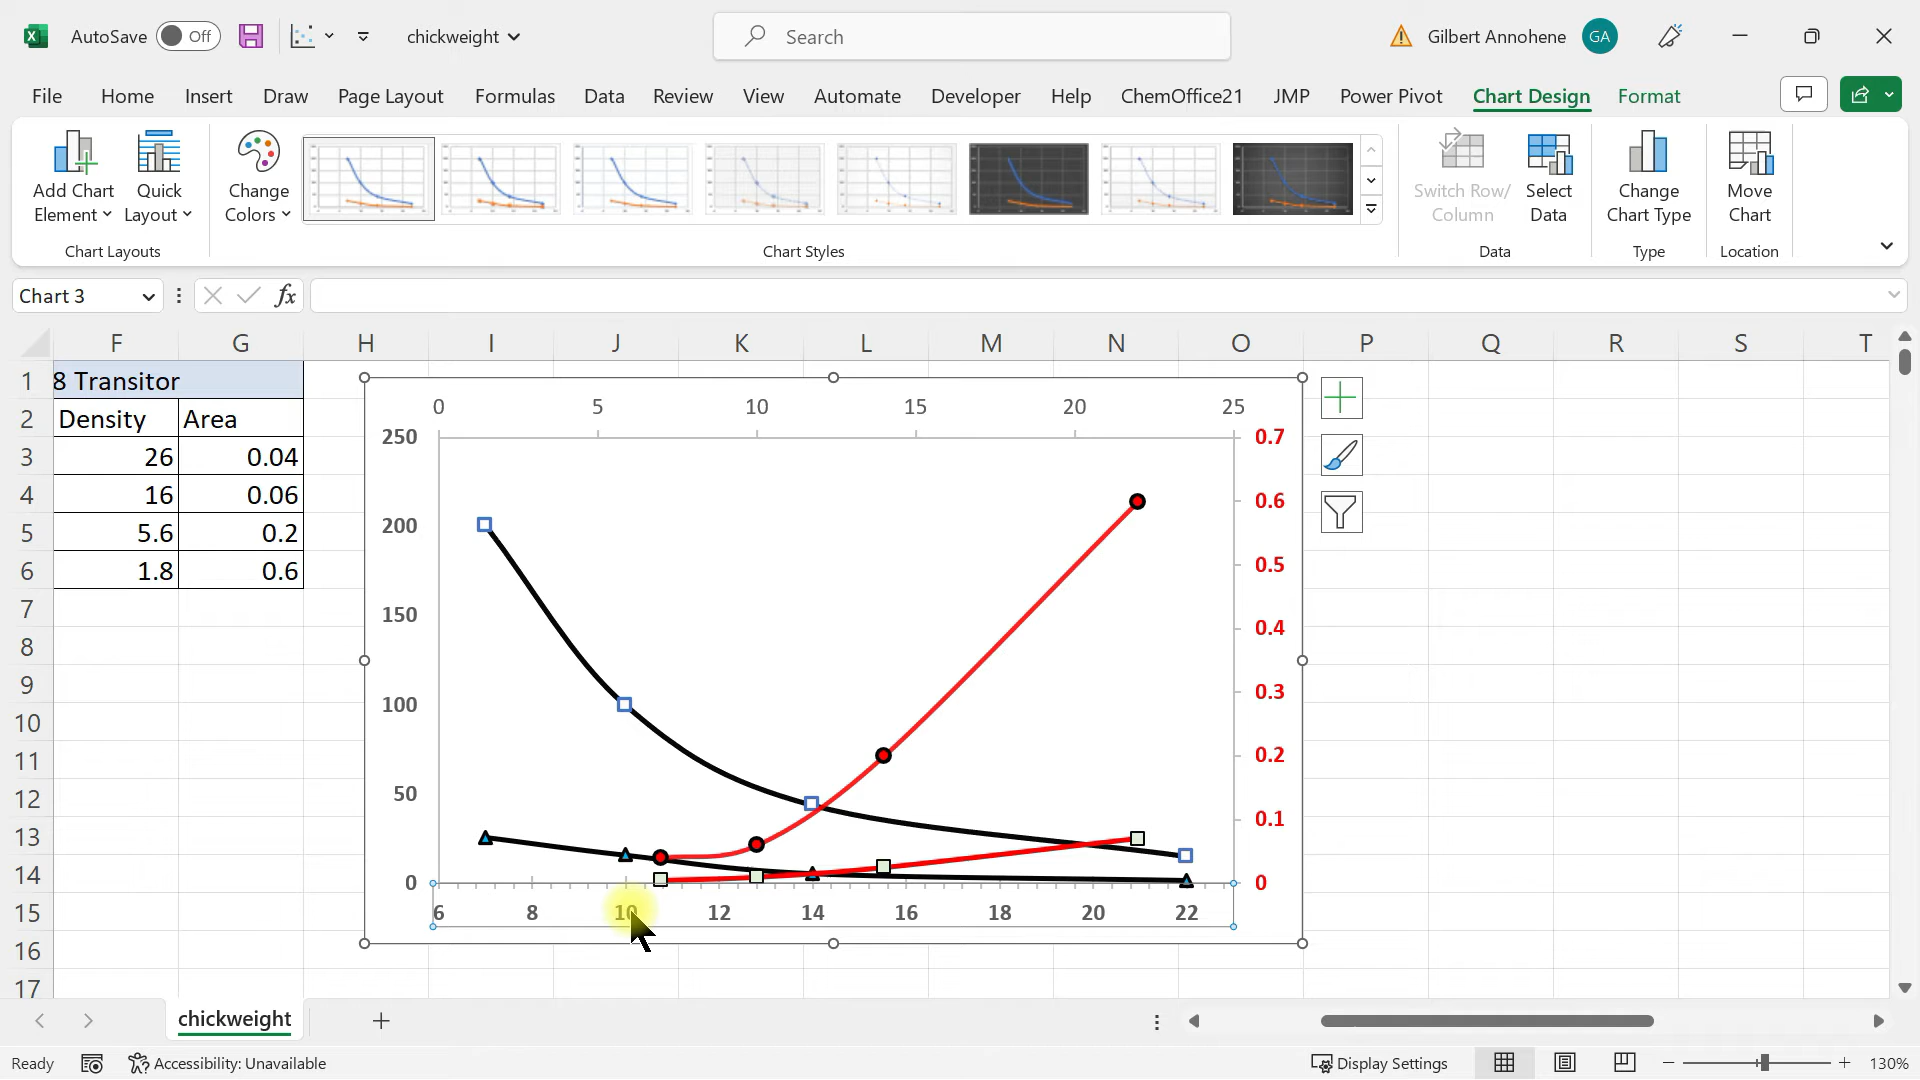 AutoSave Off chickweight Search Gilbert Annohene GA
File Home Insert Draw Page Layout Formulas Data Review View Automate Developer Help ChemOffice21 JMP Power Pivot Chart Design Format
Add Chart Element
Quick Layout
Change Colors
Switch Row/ Column
Select Data
Change Chart Type
Move Chart
Chart Layouts Chart Styles Data Type Location
Chart 3 fx
F G H I J K L M N O P Q R S T
1 8 Transitor
2 Density Area
3 26 0.04
4 16 0.06
5 5.6 0.2
6 1.8 0.6
7
8
9
10
11
12
13
14
15
16
17
0 5 10 15 20 25
250 0.7
0.6
200
0.5
150
0.4
100 0.3
0.2
50
0.1
0 0
6 8 10 12 14 16 18 20 22
chickweight
Ready Accessibility: Unavailable Display Settings 130%